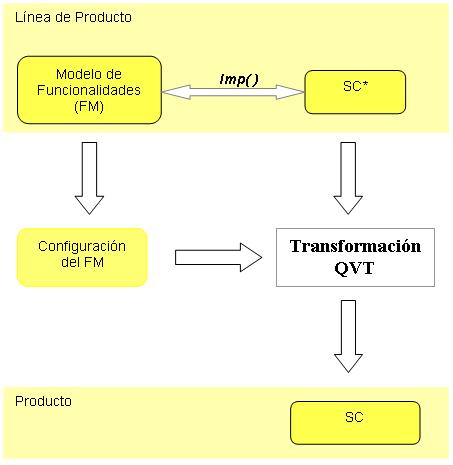 Línea de Producto
Modelo de
Funcionalidades
(FM)
Imp()
SC*
Configuración
del FM
Transformación
QVT
Producto
SC